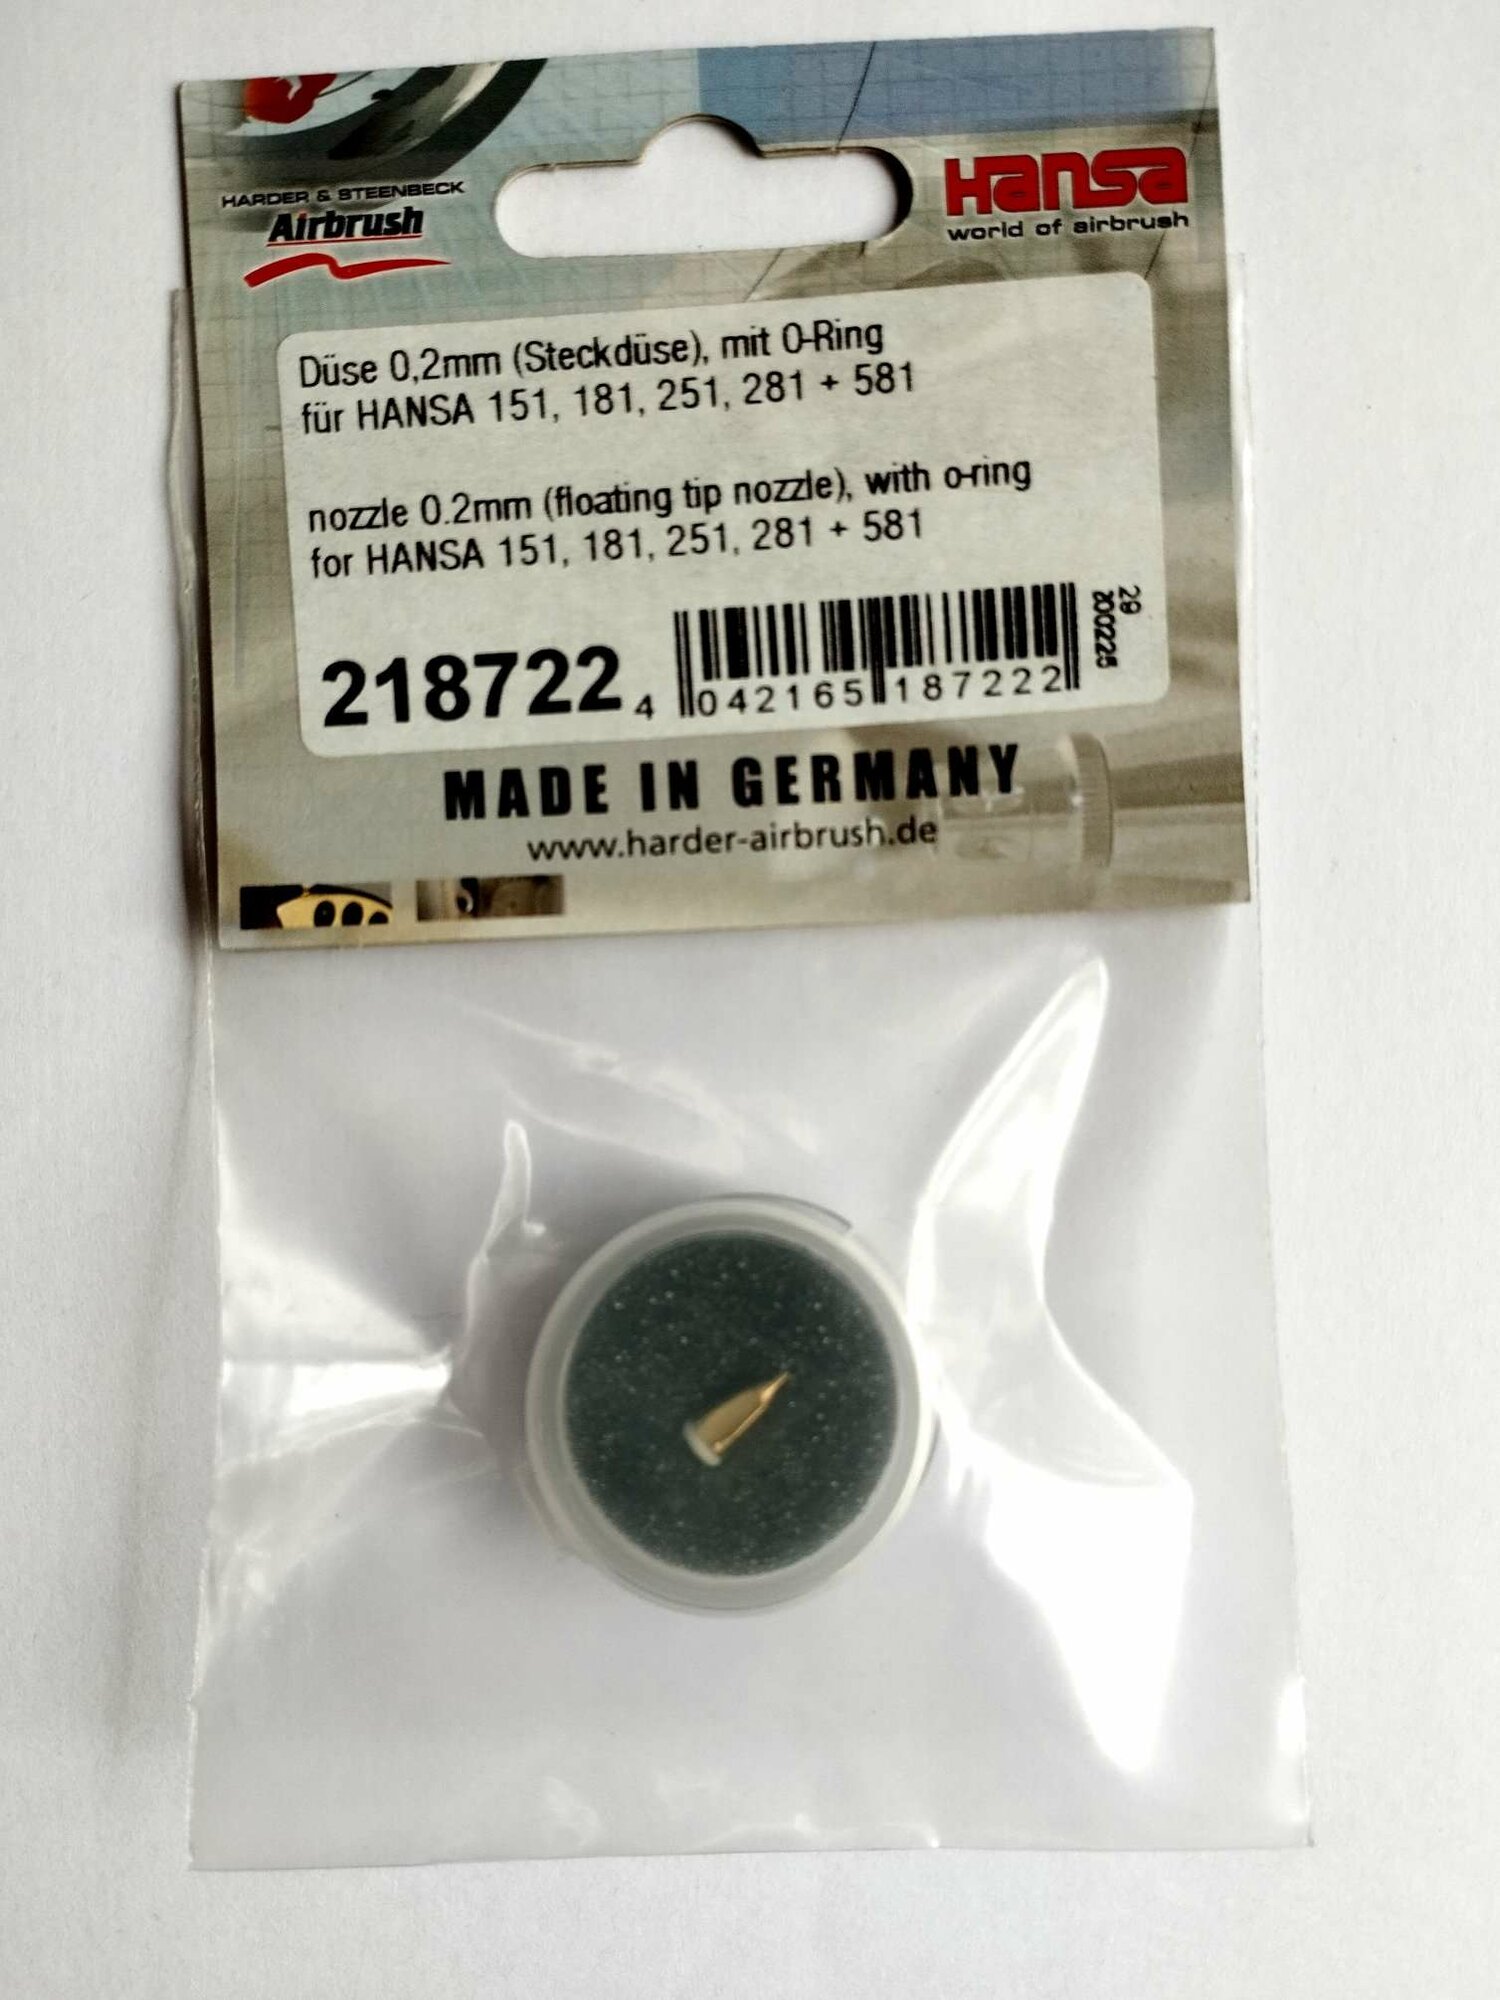 HARDER & STEENBECK
Airbrush
Hansa
world of airbrush
Düse 0,2mm (Steckdüse), mit O-Ring
für HANSA 151, 181, 251, 281 + 581
nozzle 0.2mm (floating tip nozzle), with o-ring
for HANSA 151, 181, 251, 281 + 581
218722
4 042165 187222
29
MADE IN GERMANY
www.harder-airbrush.de